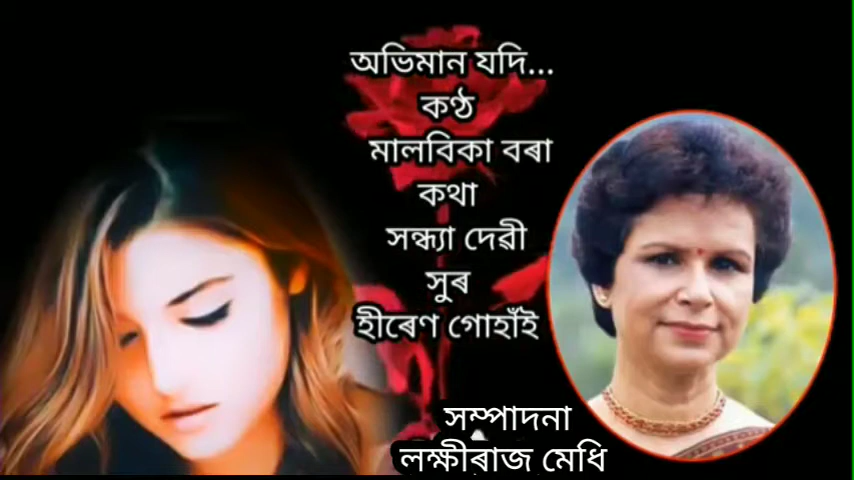 অভিমান যদি...
কণ্ঠ
মালবিকা বৰা
কথা
সন্ধ্যা দেৱী
সুৰ
হীৰেণ গোহাঁই
সম্পাদনা
লক্ষীৰাজ মেধি